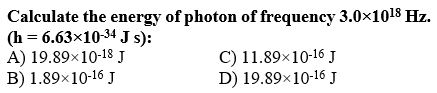 Calculate the energy of photon of frequency 3.0×10¹⁸ Hz.
(h = 6.63×10⁻³⁴ J s):
A) 19.89×10⁻¹⁸ J C) 11.89×10⁻¹⁶ J
B) 1.89×10⁻¹⁶ J D) 19.89×10⁻¹⁶ J